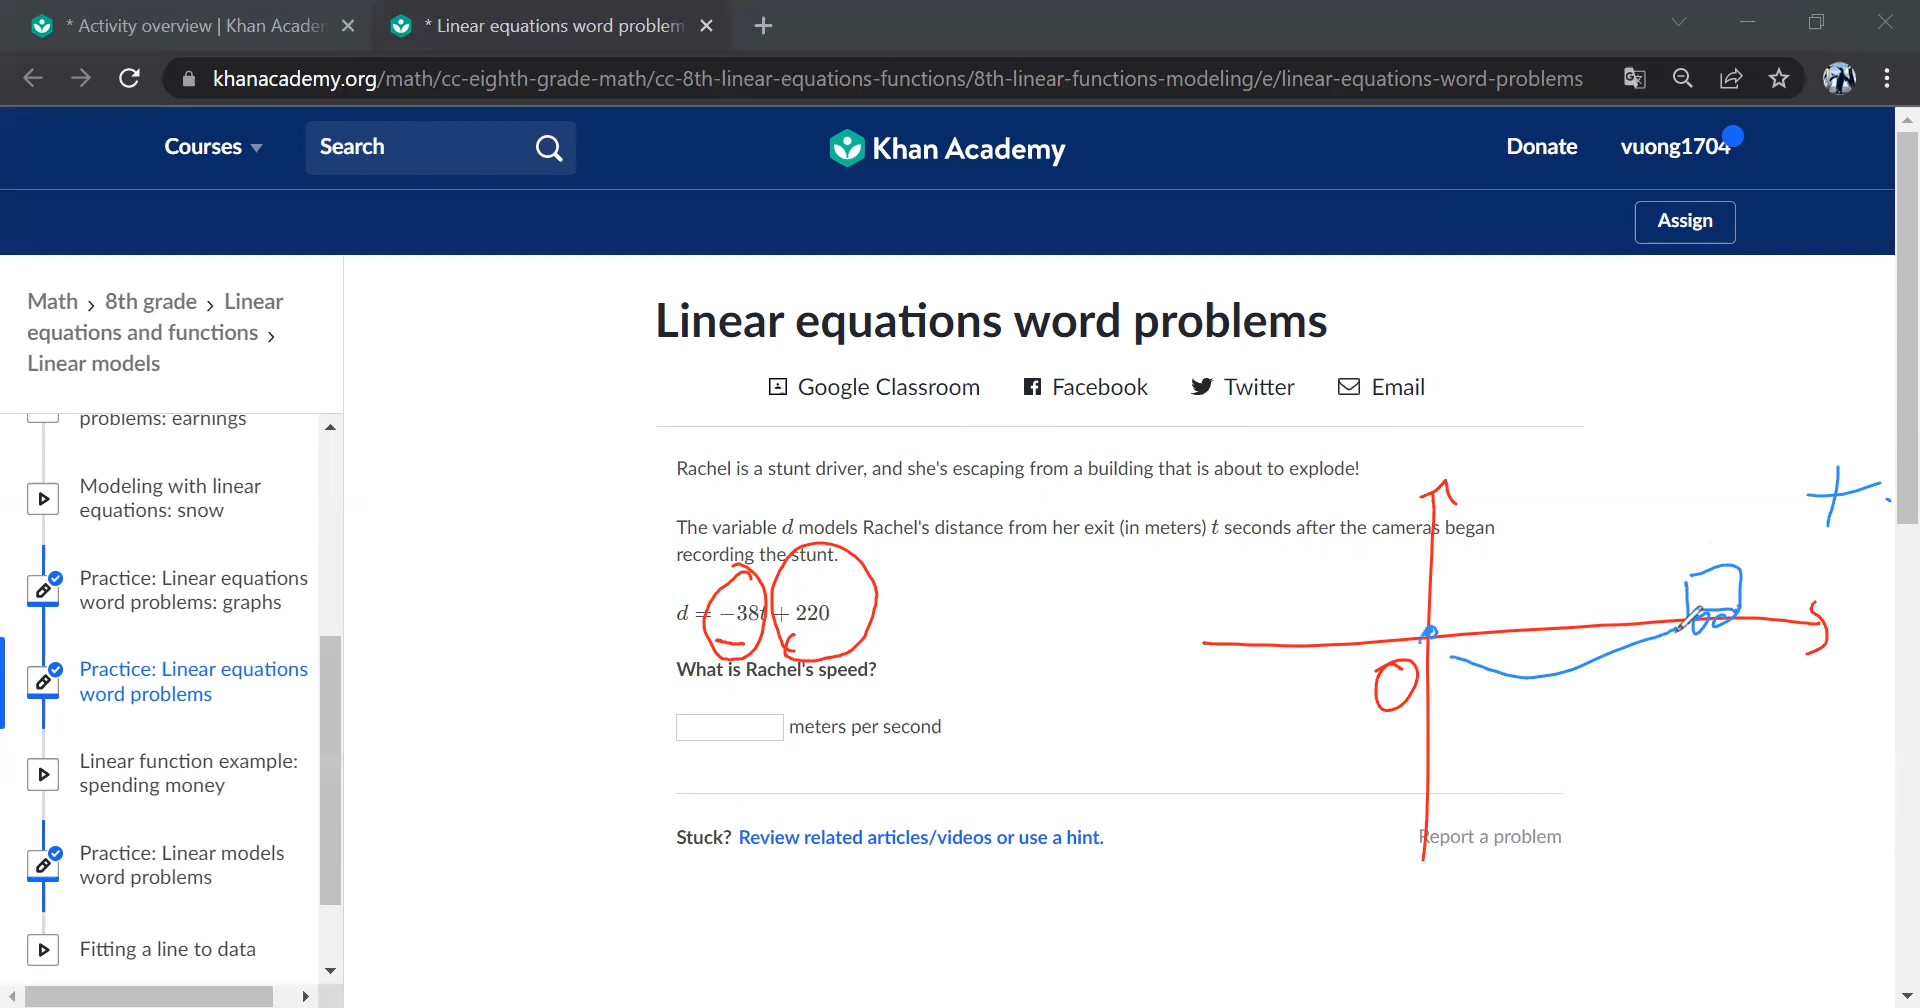 * Activity overview | Khan Acader
* Linear equations word problem
khanacademy.org/math/cc-eighth-grade-math/cc-8th-linear-equations-functions/8th-linear-functions-modeling/e/linear-equations-word-problems
Courses
Search
Khan Academy
Donate
vuong1704
Assign
Math > 8th grade > Linear
equations and functions >
Linear models
problems: earnings
Modeling with linear
equations: snow
Practice: Linear equations
word problems: graphs
Practice: Linear equations
word problems
Linear function example:
spending money
Practice: Linear models
word problems
Fitting a line to data
Linear equations word problems
Google Classroom
Facebook
Twitter
Email
Rachel is a stunt driver, and she's escaping from a building that is about to explode!
The variable d models Rachel's distance from her exit (in meters) t seconds after the cameras began
recording the stunt.
d = −38t + 220
What is Rachel's speed?
meters per second
Stuck? Review related articles/videos or use a hint.
Report a problem
+
O